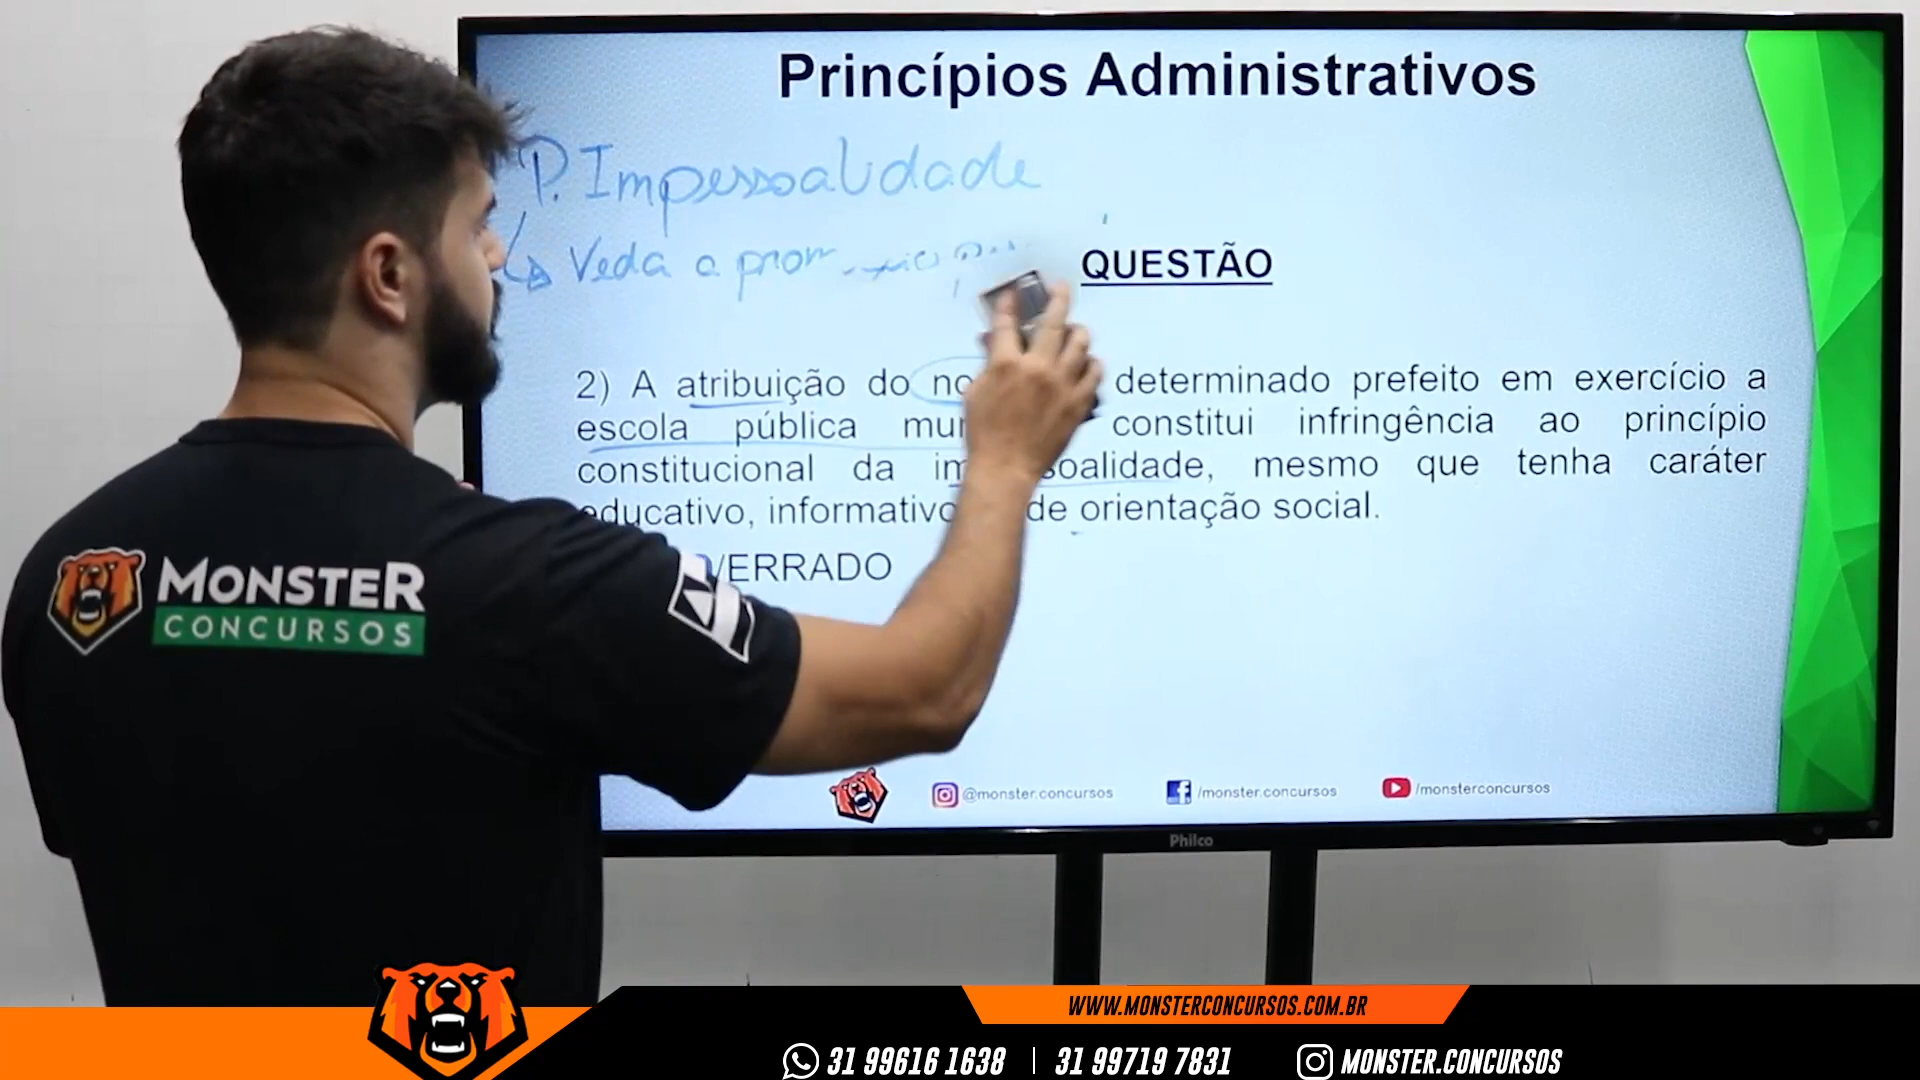 Princípios Administrativos
P. Impessoalidade
Veda a prom
QUESTÃO
2) A atribuição do determinado prefeito em exercício a
escola pública constitui infringência ao princípio
constitucional da mesmo que tenha caráter
educativo, informativo de orientação social.
/ERRADO
MONSTER
CONCURSOS
@monster.concursos
/monster.concursos
/monsterconcursos
Philco
WWW.MONSTERCONCURSOS.COM.BR
31 99616 1638 | 31 99719 7831 MONSTER.CONCURSOS